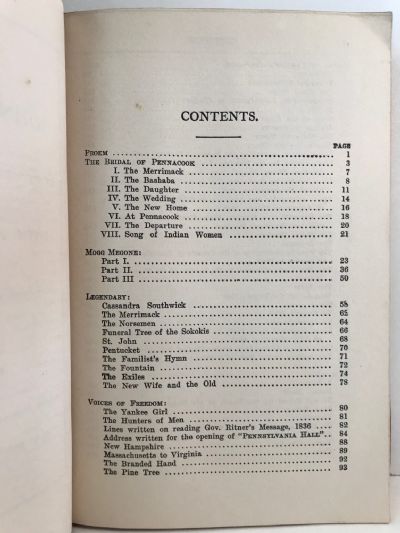 CONTENTS.
PAGE
PROEM ........ 1
THE BRIDAL OF PENNACOOK ........ 3
I. The Merrimack ........ 7
II. The Bashaba ........ 8
III. The Daughter ........ 11
IV. The Wedding ........ 14
V. The New Home ........ 16
VI. At Pennacook ........ 18
VII. The Departure ........ 20
VIII. Song of Indian Women ........ 21
MOGG MEGONE:
Part I. ........ 23
Part II. ........ 36
Part III ........ 50
LEGENDARY:
Cassandra Southwick ........ 58
The Merrimack ........ 62
The Norsemen ........ 64
Funeral Tree of the Sokokis ........ 66
St. John ........ 68
Pentucket ........ 70
The Familist's Hymn ........ 71
The Fountain ........ 72
The Exiles ........ 74
The New Wife and the Old ........ 78
VOICES OF FREEDOM:
The Yankee Girl ........ 80
The Hunters of Men ........ 81
Lines written on reading Gov. Ritner's Message, 1836 .... 82
Address written for the opening of "PENNSYLVANIA HALL".. 84
New Hampshire ........ 88
Massachusetts to Virginia ........ 89
The Branded Hand ........ 92
The Pine Tree ........ 93